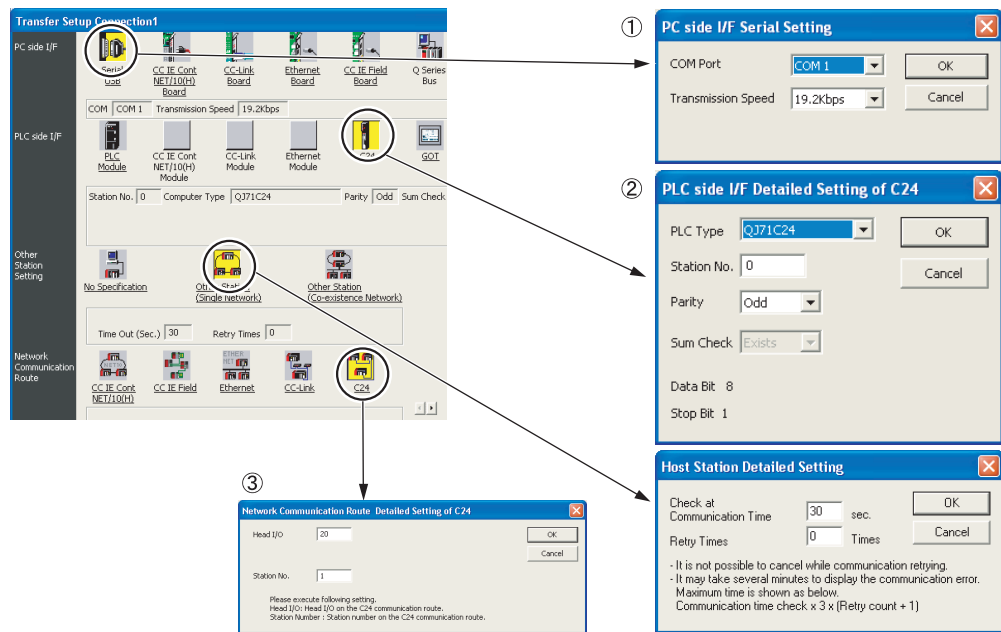 Transfer Setup Connection1
PC side I/F
Serial
USB
CC IE Cont
NET/10(H)
Board
CC-Link
Board
Ethernet
Board
CC IE Field
Board
Q Series
Bus
COM COM 1 Transmission Speed 19.2Kbps
PLC side I/F
PLC
Module
CC IE Cont
NET/10(H)
Module
CC-Link
Module
Ethernet
Module
C24
GOT
Station No. 0 Computer Type QJ71C24 Parity Odd Sum Check
Other
Station
Setting
No Specification
Other Station
(Single Network)
Other Station
(Co-existence Network)
Time Out (Sec.) 30 Retry Times 0
Network
Communication
Route
CC IE Cont
NET/10(H)
CC IE Field
Ethernet
CC-Link
C24
①
PC side I/F Serial Setting
COM Port COM 1 OK
Transmission Speed 19.2Kbps Cancel
②
PLC side I/F Detailed Setting of C24
PLC Type QJ71C24 OK
Station No. 0 Cancel
Parity Odd
Sum Check Exists
Data Bit 8
Stop Bit 1
Host Station Detailed Setting
Check at
Communication Time 30 sec. OK
Retry Times 0 Times Cancel
- It is not possible to cancel while communication retrying.
- It may take several minutes to display the communication error.
Maximum time is shown as below.
Communication time check x 3 x (Retry count + 1)
③
Network Communication Route Detailed Setting of C24
Head I/O 20 OK
Cancel
Station No. 1
Please execute following setting.
Head I/O: Head I/O on the C24 communication route.
Station Number : Station number on the C24 communication route.